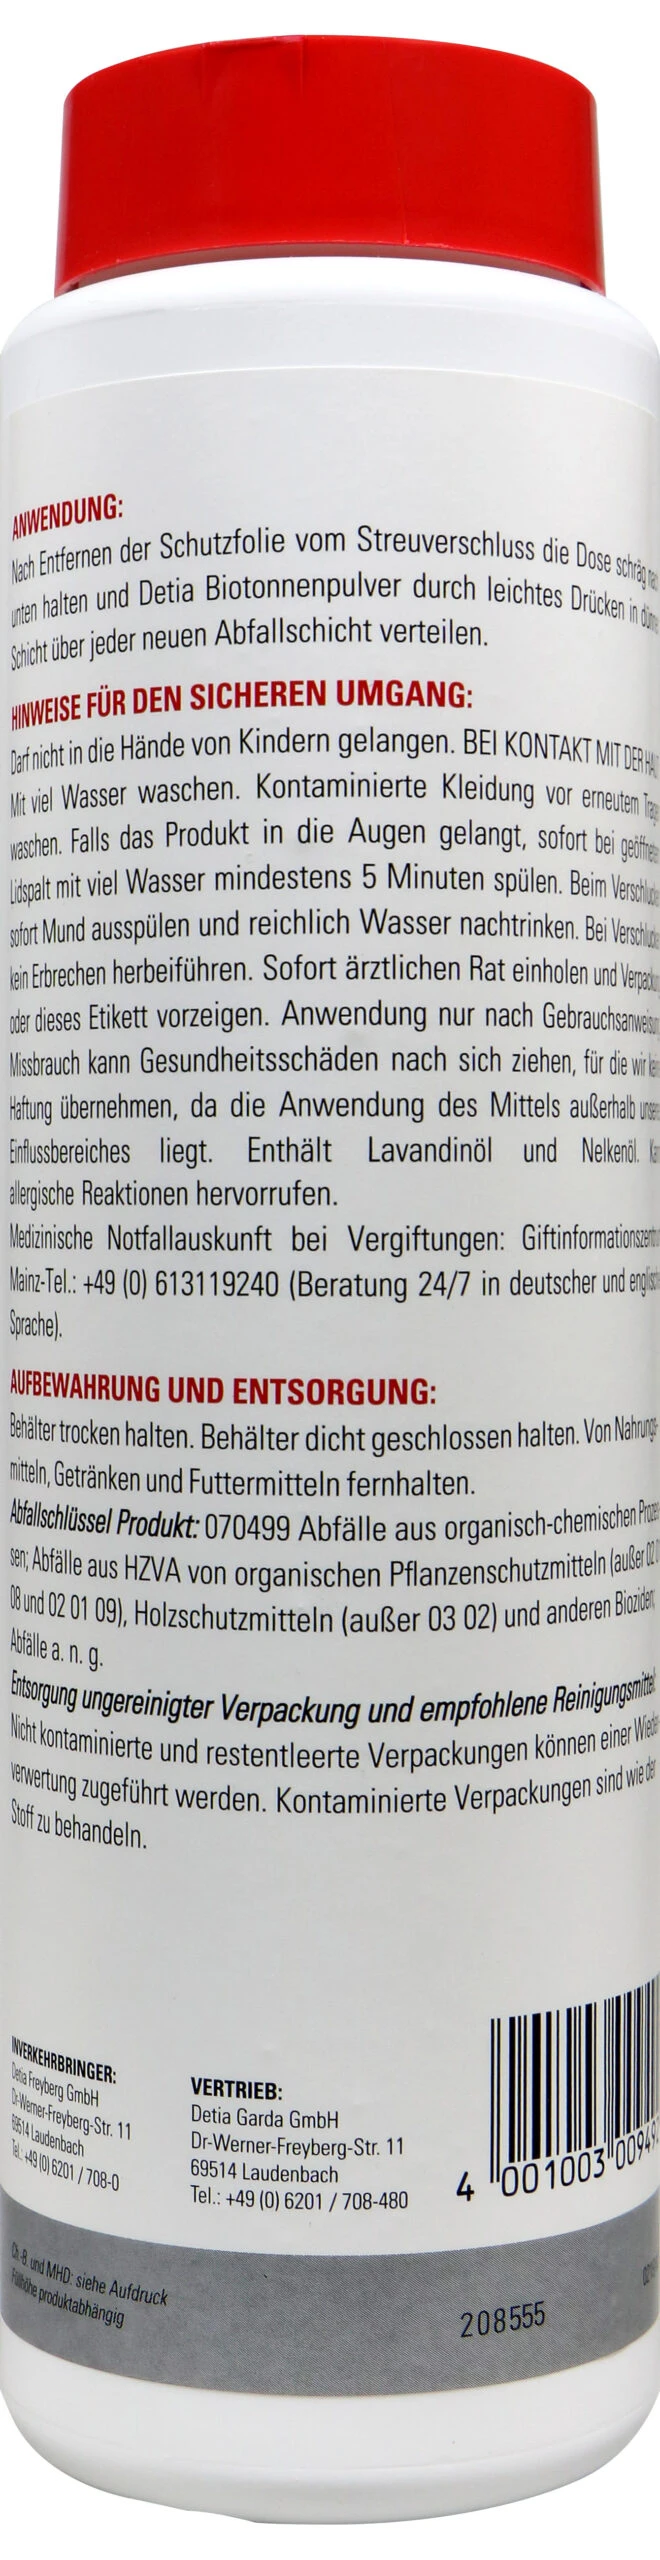 ANWENDUNG:
Nach Entfernen der Schutzfolie vom Streuverschluss die Dose schräg nach
unten halten und Detia Biotonnenpulver durch leichtes Drücken in
Schicht über jeder neuen Abfallschicht verteilen.
HINWEISE FÜR DEN SICHEREN UMGANG:
Darf nicht in die Hände von Kindern gelangen. BEI KONTAKT MIT DER
Mit viel Wasser waschen. Kontaminierte Kleidung vor erneutem
waschen. Falls das Produkt in die Augen gelangt, sofort bei geöffneten
Lidspalt mit viel Wasser mindestens 5 Minuten spülen. Beim
sofort Mund ausspülen und reichlich Wasser nachtrinken. Bei
kein Erbrechen herbeiführen. Sofort ärztlichen Rat einholen und
oder dieses Etikett vorzeigen. Anwendung nur nach Gebrauchsanweisung
Missbrauch kann Gesundheitsschäden nach sich ziehen, für die wir
Haftung übernehmen, da die Anwendung des Mittels außerhalb
Einflussbereiches liegt. Enthält Lavandinöl und Nelkenöl.
allergische Reaktionen hervorrufen.
Medizinische Notfallauskunft bei Vergiftungen:
Mainz-Tel.: +49 (0) 613119240 (Beratung 24/7 in deutscher und
Sprache).
AUFBEWAHRUNG UND ENTSORGUNG:
Behälter trocken halten. Behälter dicht geschlossen halten. Von Nahrungs-
mitteln, Getränken und Futtermitteln fernhalten.
Abfallschlüssel Produkt: 070499 Abfälle aus organisch-chemischen
sen; Abfälle aus HZVA von organischen Pflanzenschutzmitteln (außer 02 01
08 und 02 01 09), Holzschutzmitteln (außer 03 02) und anderen Bioziden;
Abfälle a. n. g.
Entsorgung ungereinigter Verpackung und empfohlene Reinigungsmittel:
Nicht kontaminierte und restentleerte Verpackungen können einer Wieder-
verwertung zugeführt werden. Kontaminierte Verpackungen sind wie der
Stoff zu behandeln.
INVERKEHRBRINGER:
Detia Freyberg GmbH
Dr-Werner-Freyberg-Str. 11
69514 Laudenbach
Tel.: +49 (0) 6201 / 708-0
VERTRIEB:
Detia Garda GmbH
Dr-Werner-Freyberg-Str. 11
69514 Laudenbach
Tel.: +49 (0) 6201 / 708-480
4 001003 00949
Ch.-B. und MHD: siehe Aufdruck
Füllhöhe produktabhängig
208555